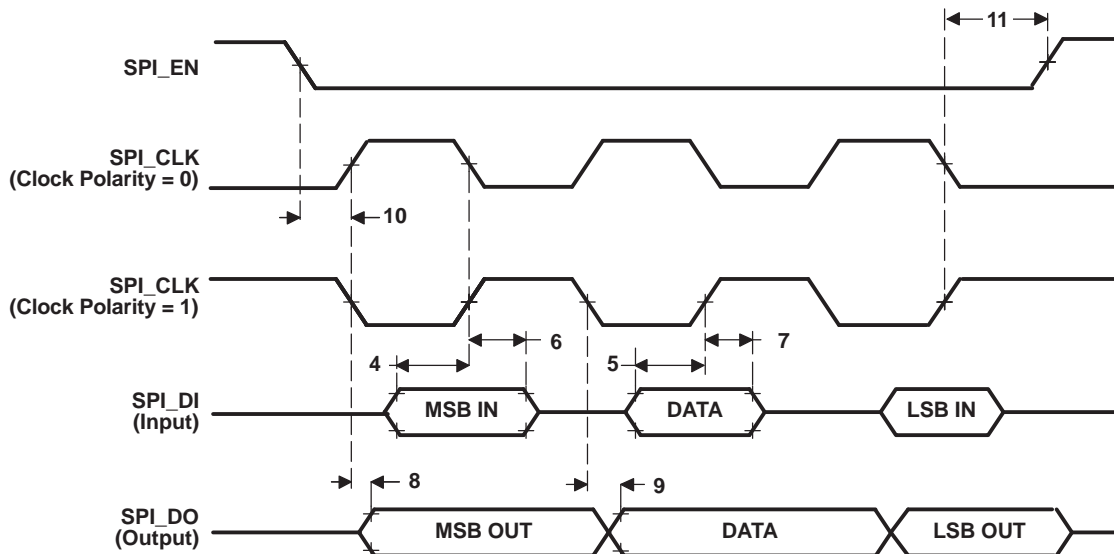 11
SPI_EN
SPI_CLK
(Clock Polarity = 0)
10
SPI_CLK
(Clock Polarity = 1)
4
6
5
7
SPI_DI
(Input)
MSB IN
DATA
LSB IN
8
9
SPI_DO
(Output)
MSB OUT
DATA
LSB OUT